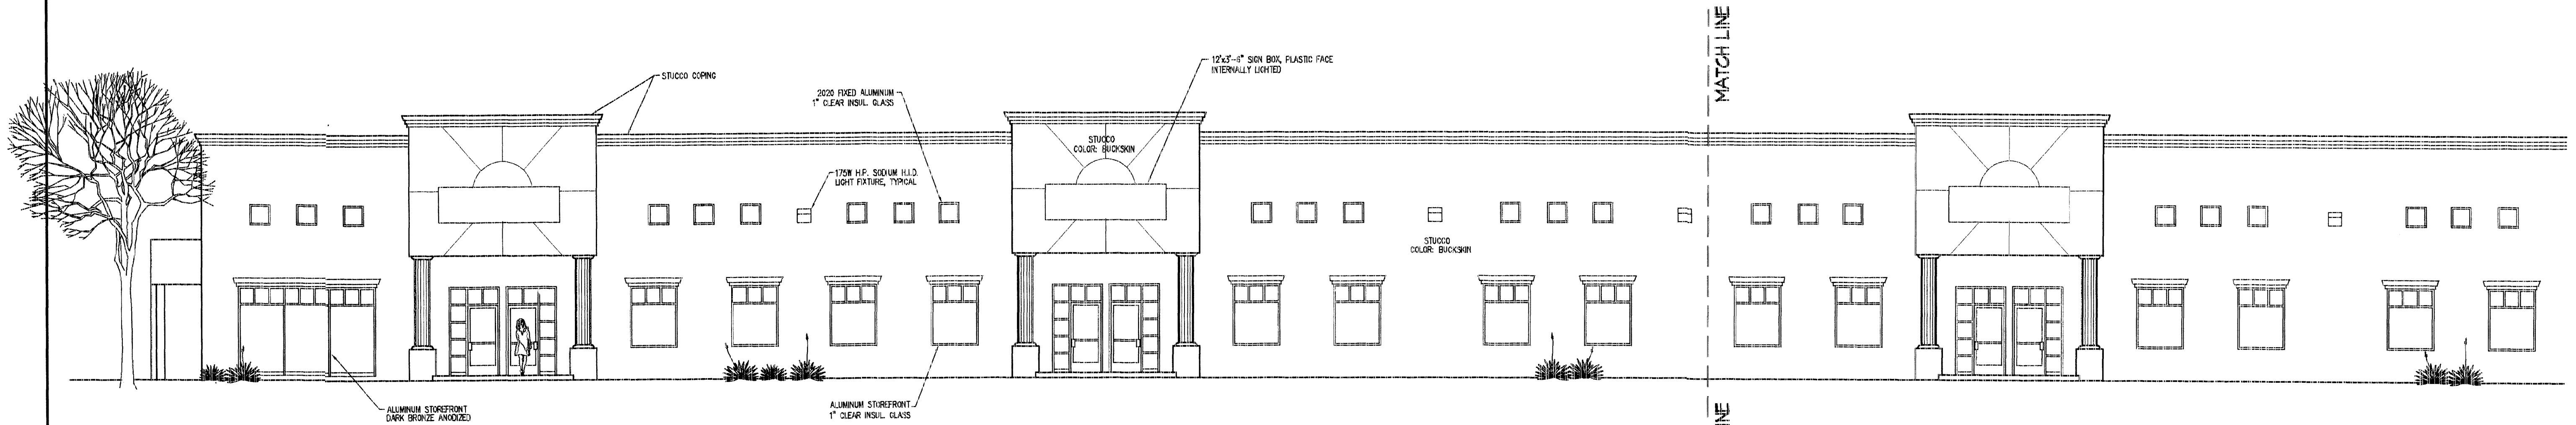 MATCH LINE
STUCCO COPING
12'x3'-6" SIGN BOX, PLASTIC FACE
INTERNALLY LIGHTED
2020 FIXED ALUMINUM
1" CLEAR INSUL. GLASS
STUCCO
COLOR: BUCKSKIN
175W H.P. SODIUM H.I.D.
LIGHT FIXTURE, TYPICAL
STUCCO
COLOR: BUCKSKIN
ALUMINUM STOREFRONT
DARK BRONZE ANODIZED
ALUMINUM STOREFRONT
1" CLEAR INSUL. GLASS